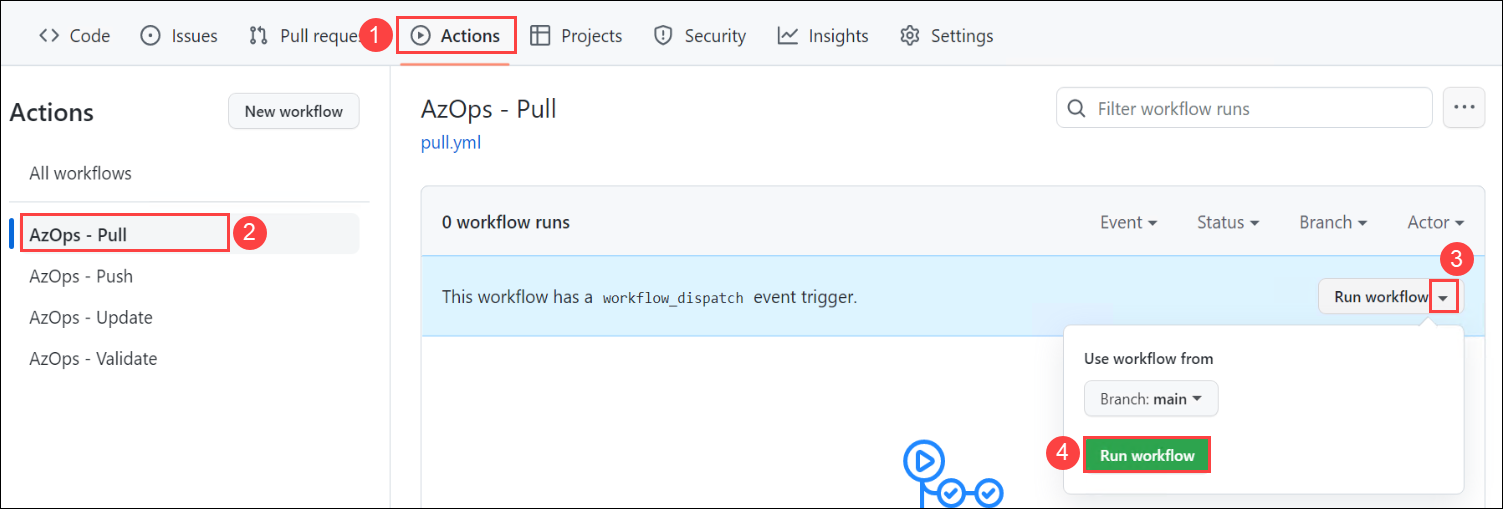 Code Issues Pull reques 1 Actions Projects Security Insights Settings
Actions New workflow
All workflows
AzOps - Pull 2
AzOps - Push
AzOps - Update
AzOps - Validate
AzOps - Pull
pull.yml
Filter workflow runs
0 workflow runs Event Status Branch Actor
3
This workflow has a workflow_dispatch event trigger. Run workflow
Use workflow from
Branch: main
4 Run workflow